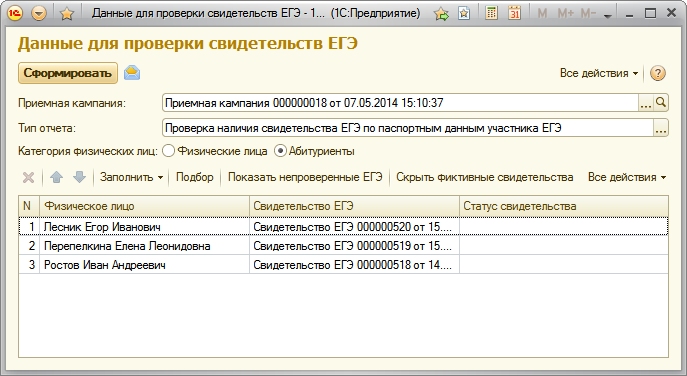 Данные для проверки свидетельств ЕГЭ - 1... (1С:Предприятие)
M M+ M-
Данные для проверки свидетельств ЕГЭ
Сформировать Все действия
Приемная кампания: Приемная кампания 000000018 от 07.05.2014 15:10:37
Тип отчета: Проверка наличия свидетельства ЕГЭ по паспортным данным участника ЕГЭ
Категория физических лиц: Физические лица Абитуриенты
Заполнить Подбор Показать непроверенные ЕГЭ Скрыть фиктивные свидетельства Все действия
N Физическое лицо Свидетельство ЕГЭ Статус свидетельства
1 Лесник Егор Иванович Свидетельство ЕГЭ 000000520 от 15....
2 Перепелкина Елена Леонидовна Свидетельство ЕГЭ 000000519 от 15....
3 Ростов Иван Андреевич Свидетельство ЕГЭ 000000518 от 14....